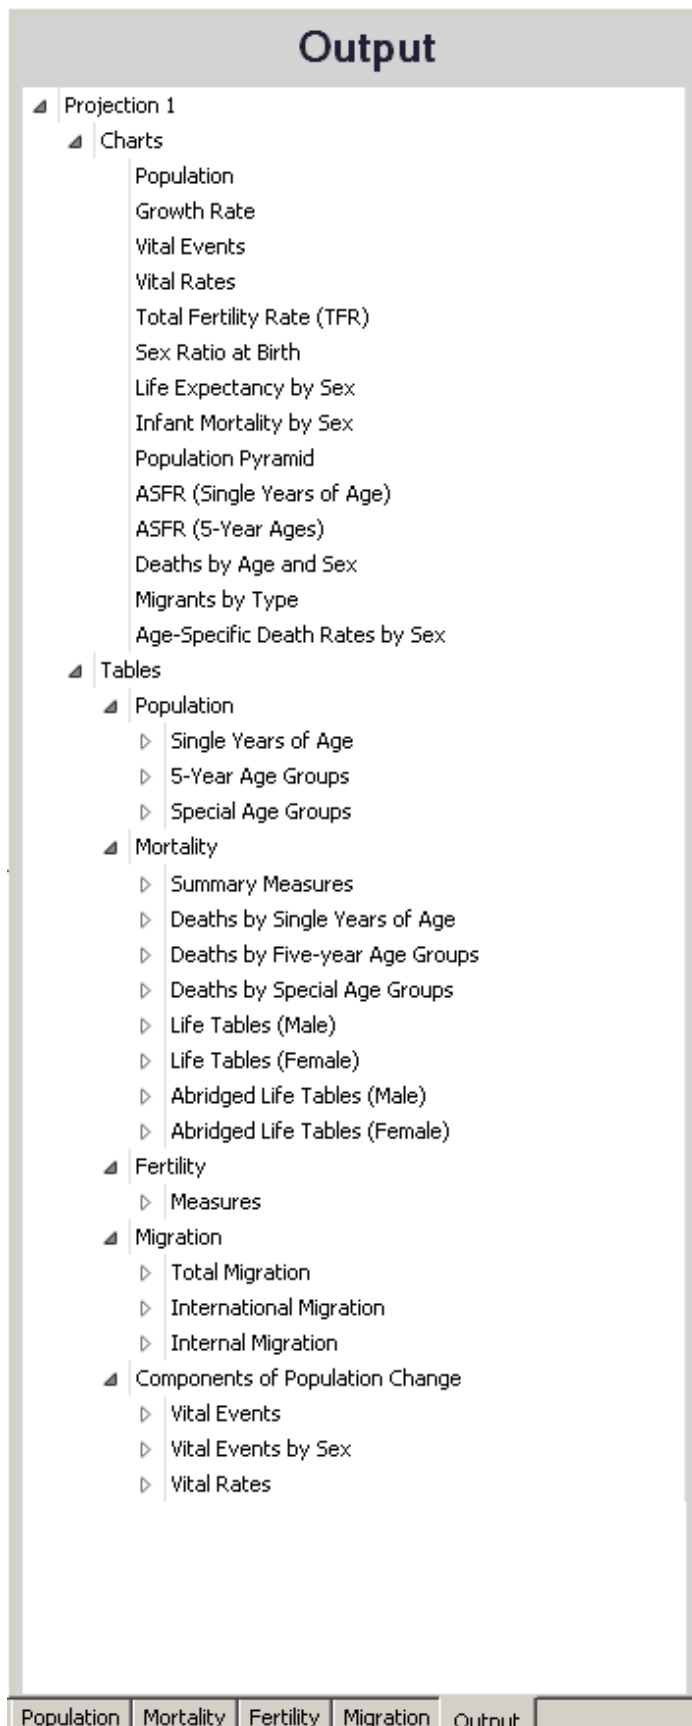 Output
Projection 1
Charts
Population
Growth Rate
Vital Events
Vital Rates
Total Fertility Rate (TFR)
Sex Ratio at Birth
Life Expectancy by Sex
Infant Mortality by Sex
Population Pyramid
ASFR (Single Years of Age)
ASFR (5-Year Ages)
Deaths by Age and Sex
Migrants by Type
Age-Specific Death Rates by Sex
Tables
Population
Single Years of Age
5-Year Age Groups
Special Age Groups
Mortality
Summary Measures
Deaths by Single Years of Age
Deaths by Five-year Age Groups
Deaths by Special Age Groups
Life Tables (Male)
Life Tables (Female)
Abridged Life Tables (Male)
Abridged Life Tables (Female)
Fertility
Measures
Migration
Total Migration
International Migration
Internal Migration
Components of Population Change
Vital Events
Vital Events by Sex
Vital Rates
Population Mortality Fertility Migration Output